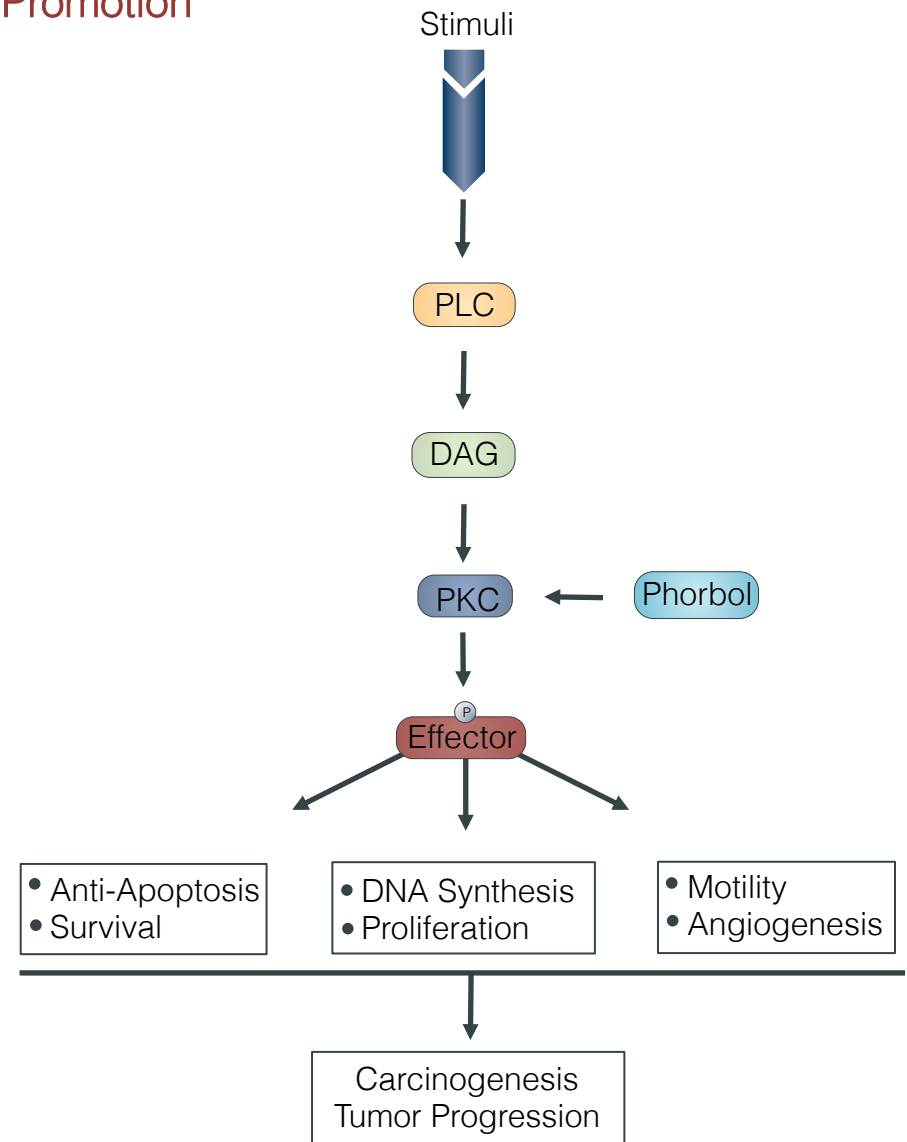 Promotion
Stimuli
PLC
DAG
PKC
Phorbol
P
Effector
• Anti-Apoptosis
• Survival
• DNA Synthesis
• Proliferation
• Motility
• Angiogenesis
Carcinogenesis
Tumor Progression